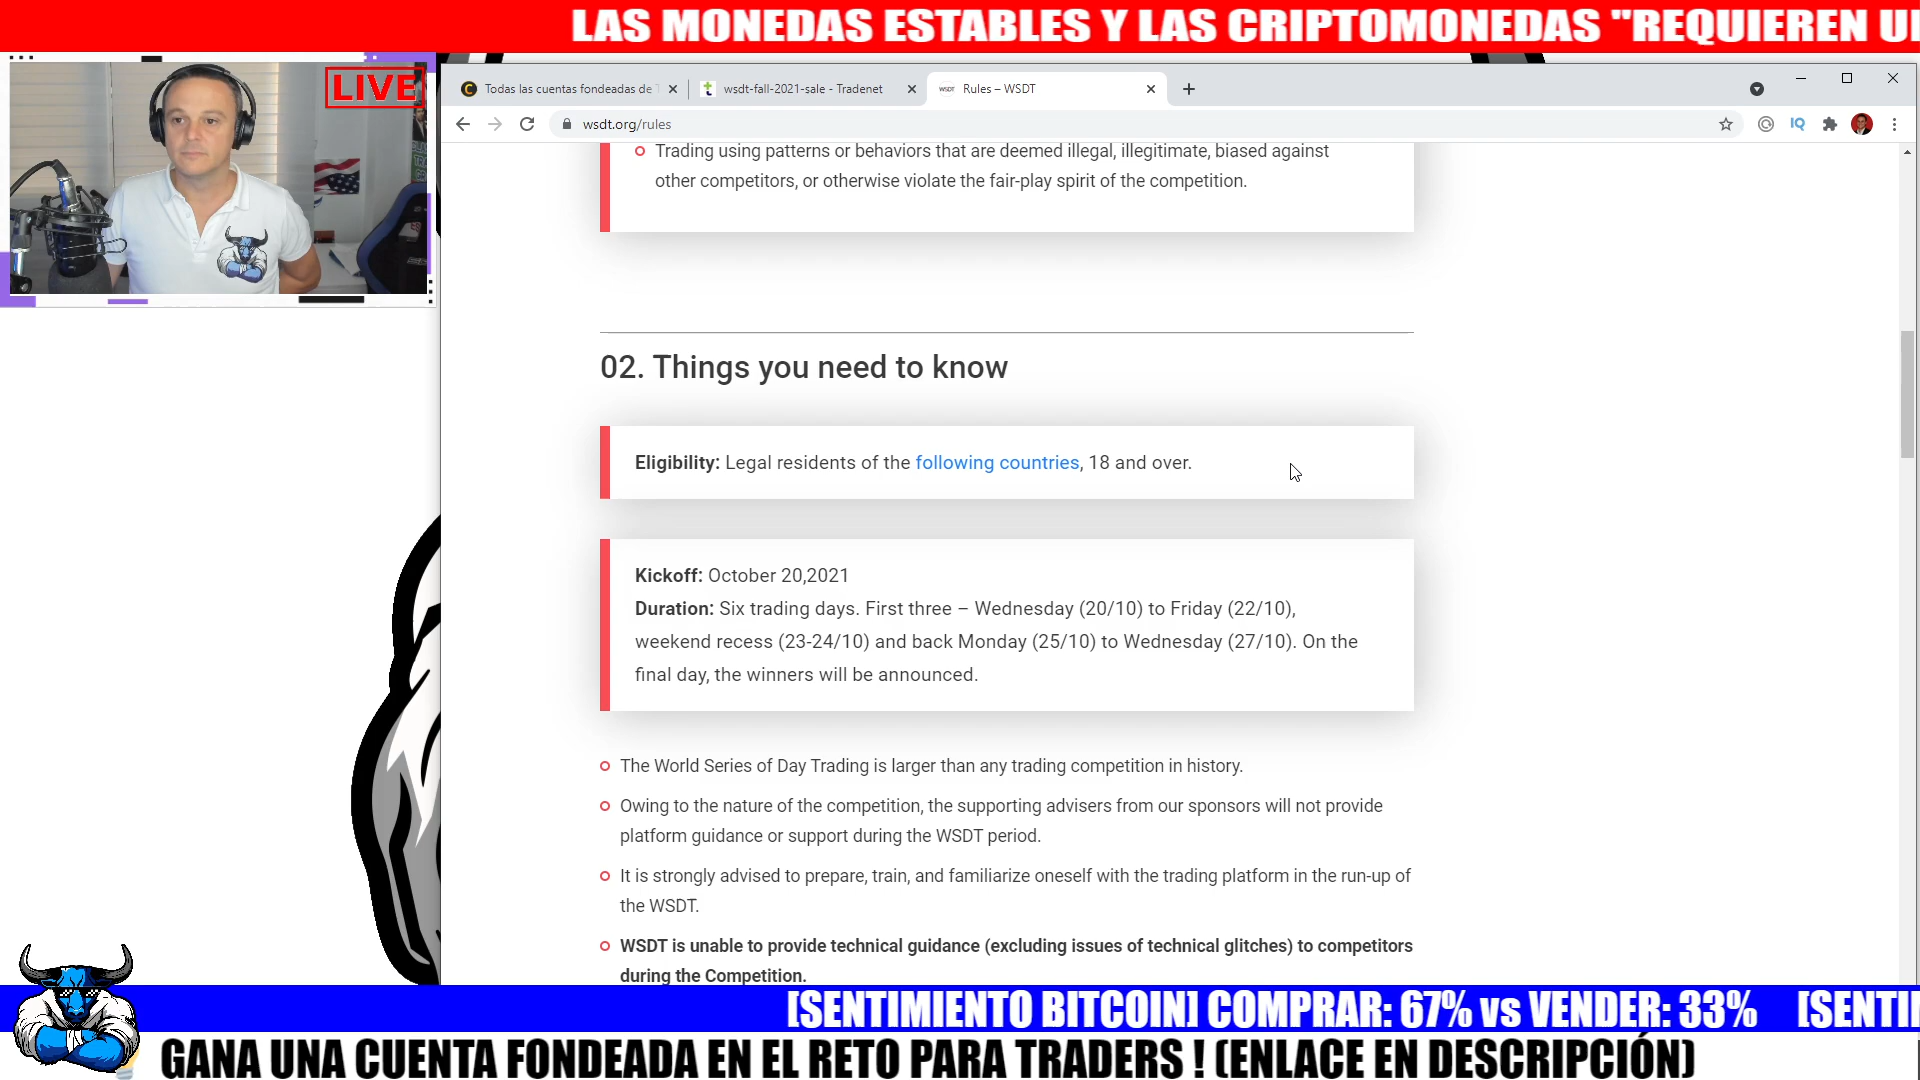 LAS MONEDAS ESTABLES Y LAS CRIPTOMONEDAS "REQUIEREN
LIVE
Todas las cuentas fondeadas de
wsdt-fall-2021-sale - Tradenet
WSDT
Rules – WSDT
wsdt.org/rules
IQ
Trading using patterns or behaviors that are deemed illegal, illegitimate, biased against
other competitors, or otherwise violate the fair-play spirit of the competition.
02. Things you need to know
Eligibility: Legal residents of the following countries, 18 and over.
Kickoff: October 20,2021
Duration: Six trading days. First three – Wednesday (20/10) to Friday (22/10),
weekend recess (23-24/10) and back Monday (25/10) to Wednesday (27/10). On the
final day, the winners will be announced.
The World Series of Day Trading is larger than any trading competition in history.
Owing to the nature of the competition, the supporting advisers from our sponsors will not provide
platform guidance or support during the WSDT period.
It is strongly advised to prepare, train, and familiarize oneself with the trading platform in the run-up of
the WSDT.
WSDT is unable to provide technical guidance (excluding issues of technical glitches) to competitors
during the Competition.
[SENTIMIENTO BITCOIN] COMPRAR: 67% vs VENDER: 33% [SENTI
GANA UNA CUENTA FONDEADA EN EL RETO PARA TRADERS ! (ENLACE EN DESCRIPCIÓN)